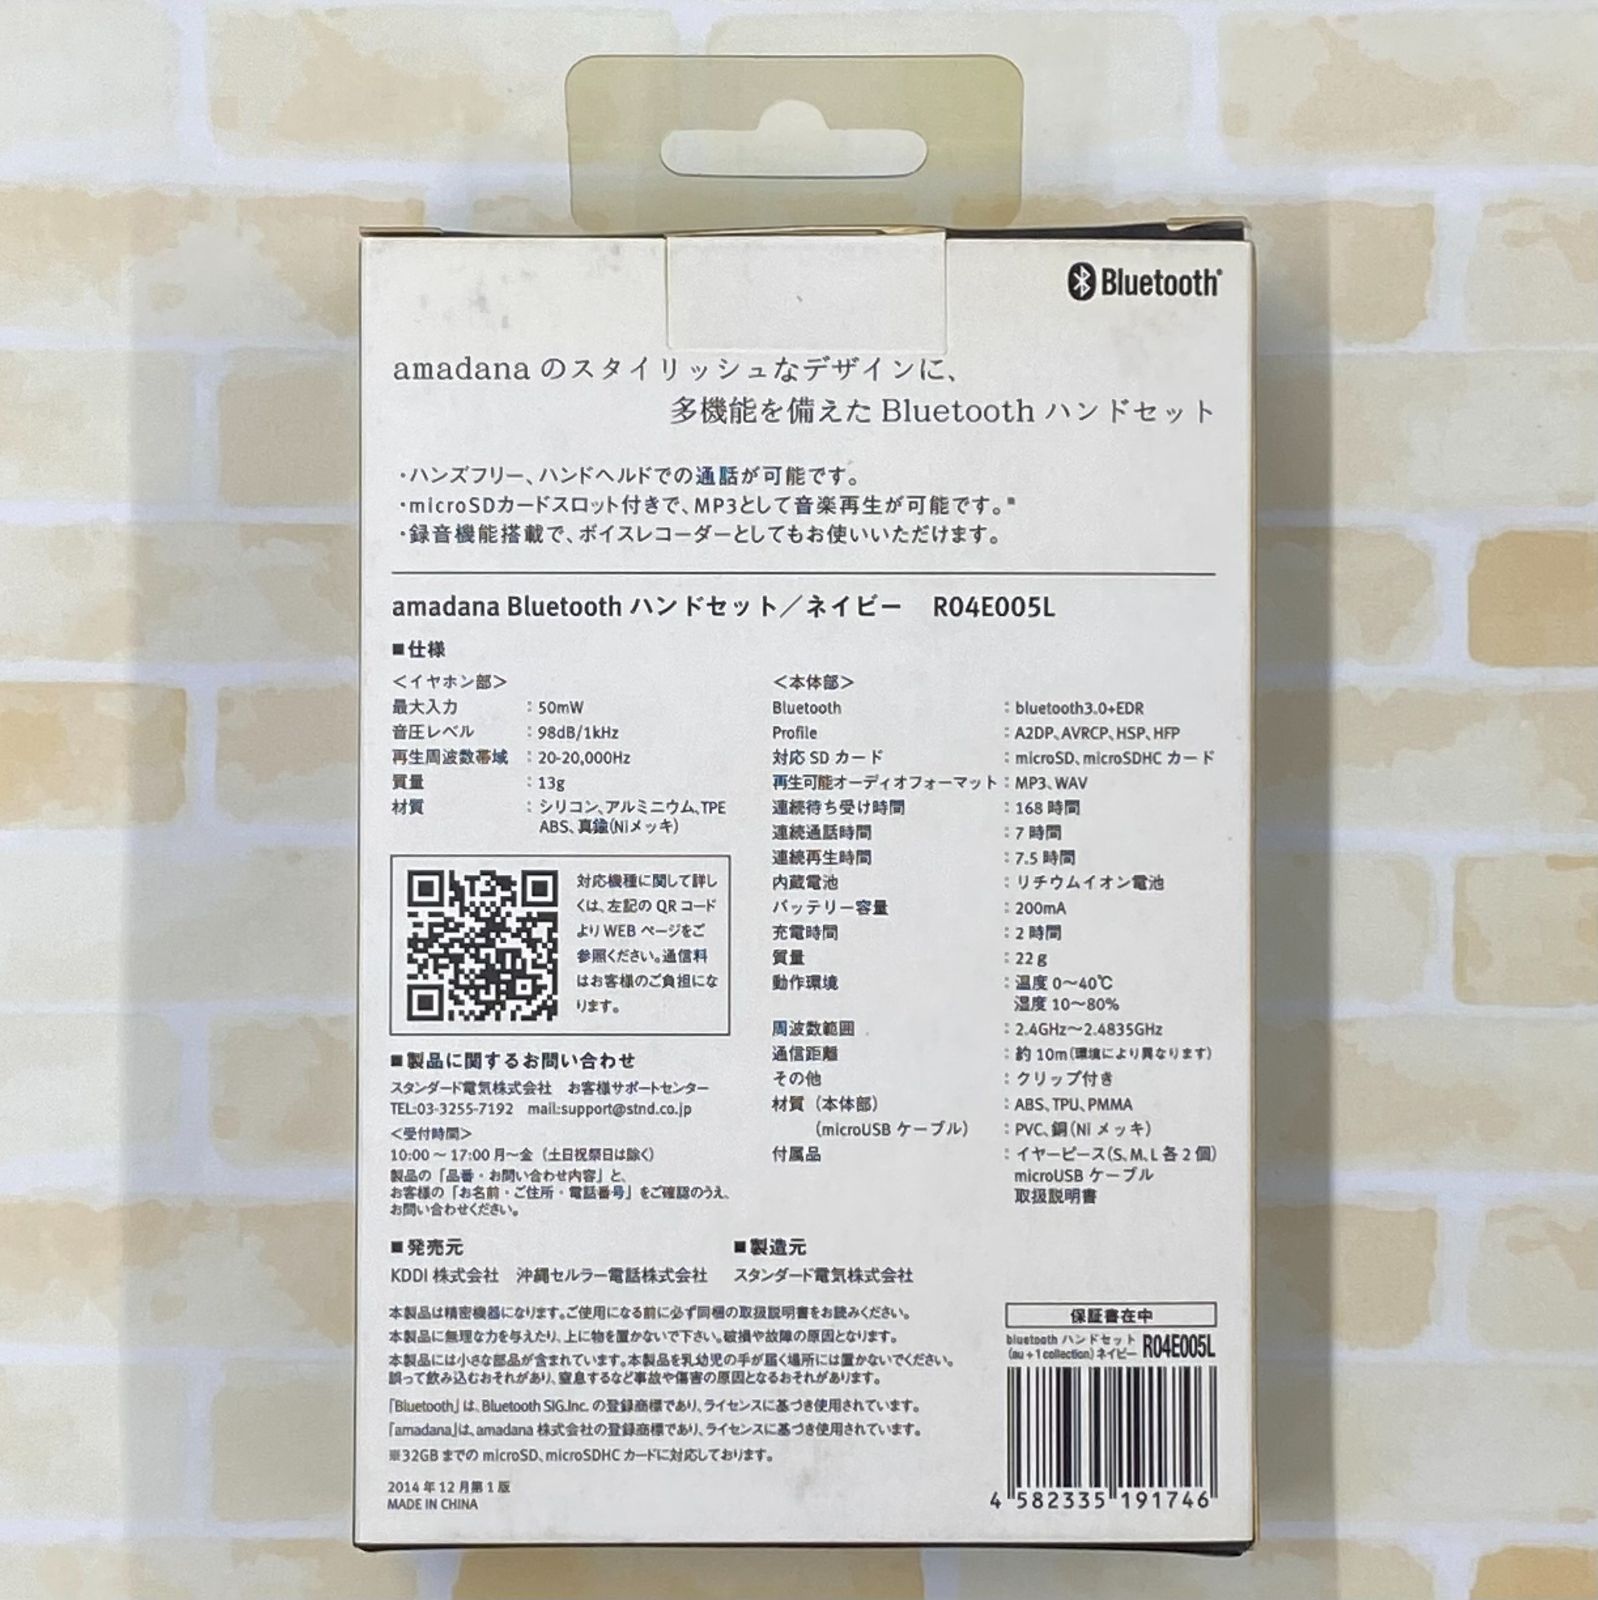 Bluetooth®
amadana のスタイリッシュなデザインに、
多機能を備えた Bluetooth ハンドセット
・ハンズフリー、ハンドヘルドでの通話が可能です。
・microSDカードスロット付きで、MP3として音楽再生が可能です。※
・録音機能搭載で、ボイスレコーダーとしてもお使いいただけます。
amadana Bluetooth ハンドセット／ネイビー R04E005L
■仕様
＜イヤホン部＞
最大入力 : 50mW
音圧レベル : 98dB/1kHz
再生周波数帯域 : 20-20,000Hz
質量 : 13g
材質 : シリコン、アルミニウム、TPE
ABS、真鍮(Niメッキ)
対応機種に関して詳し
くは、左記の QR コード
より WEB ページをご
参照ください。通信料
はお客様のご負担にな
ります。
■製品に関するお問い合わせ
スタンダード電気株式会社 お客様サポートセンター
TEL:03-3255-7192 mail:support@stnd.co.jp
＜受付時間＞
10:00 ～ 17:00 月～金（土日祝祭日は除く）
製品の「品番・お問い合わせ内容」と、
お客様の「お名前・ご住所・電話番号」をご確認のうえ、
お問い合わせください。
＜本体部＞
Bluetooth : bluetooth3.0+EDR
Profile : A2DP、AVRCP、HSP、HFP
対応 SD カード : microSD、microSDHC カード
再生可能オーディオフォーマット : MP3、WAV
連続待ち受け時間 : 168 時間
連続通話時間 : 7 時間
連続再生時間 : 7.5 時間
内蔵電池 : リチウムイオン電池
バッテリー容量 : 200mA
充電時間 : 2 時間
質量 : 22 g
動作環境 : 温度 0～40℃
湿度 10～80%
周波数範囲 : 2.4GHz～2.4835GHz
通信距離 : 約 10m(環境により異なります)
その他 : クリップ付き
材質（本体部） : ABS、TPU、PMMA
（microUSB ケーブル） : PVC、銅(Ni メッキ)
付属品 : イヤーピース(S、M、L 各 2 個)
microUSB ケーブル
取扱説明書
■発売元
KDDI 株式会社 沖縄セルラー電話株式会社
■製造元
スタンダード電気株式会社
本製品は精密機器になります。ご使用になる前に必ず同梱の取扱説明書をお読みください。
本製品に無理な力を与えたり、上に物を置かないで下さい。破損や故障の原因となります。
本製品には小さな部品が含まれています。本製品を乳幼児の手が届く場所には置かないでください。
誤って飲み込むおそれがあり、窒息するなど事故や傷害の原因となるおそれがあります。
「Bluetooth」は、Bluetooth SIG.Inc. の登録商標であり、ライセンスに基づき使用されています。
「amadana」は、amadana 株式会社の登録商標であり、ライセンスに基づき使用されています。
※32GB までの microSD、microSDHC カードに対応しております。
2014 年 12 月第 1 版
MADE IN CHINA
保証書在中
bluetooth ハンドセット
(au + 1 collection) ネイビー R04E005L
4 582335 191746